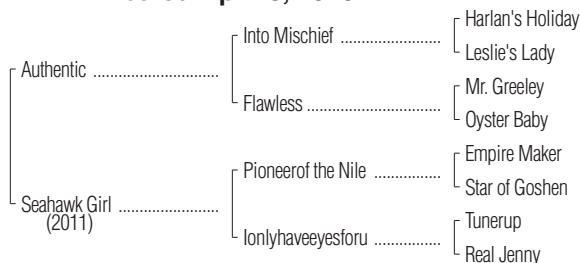 Harlan's Holiday
Into Mischief ....................
Leslie's Lady
Authentic .............................
Mr. Greeley
Flawless ............................
Oyster Baby
Empire Maker
Pioneerof the Nile ..................
Star of Goshen
Seahawk Girl .......................
(2011)
Tunerup
Ionlyhaveeyesforu ................
Real Jenny